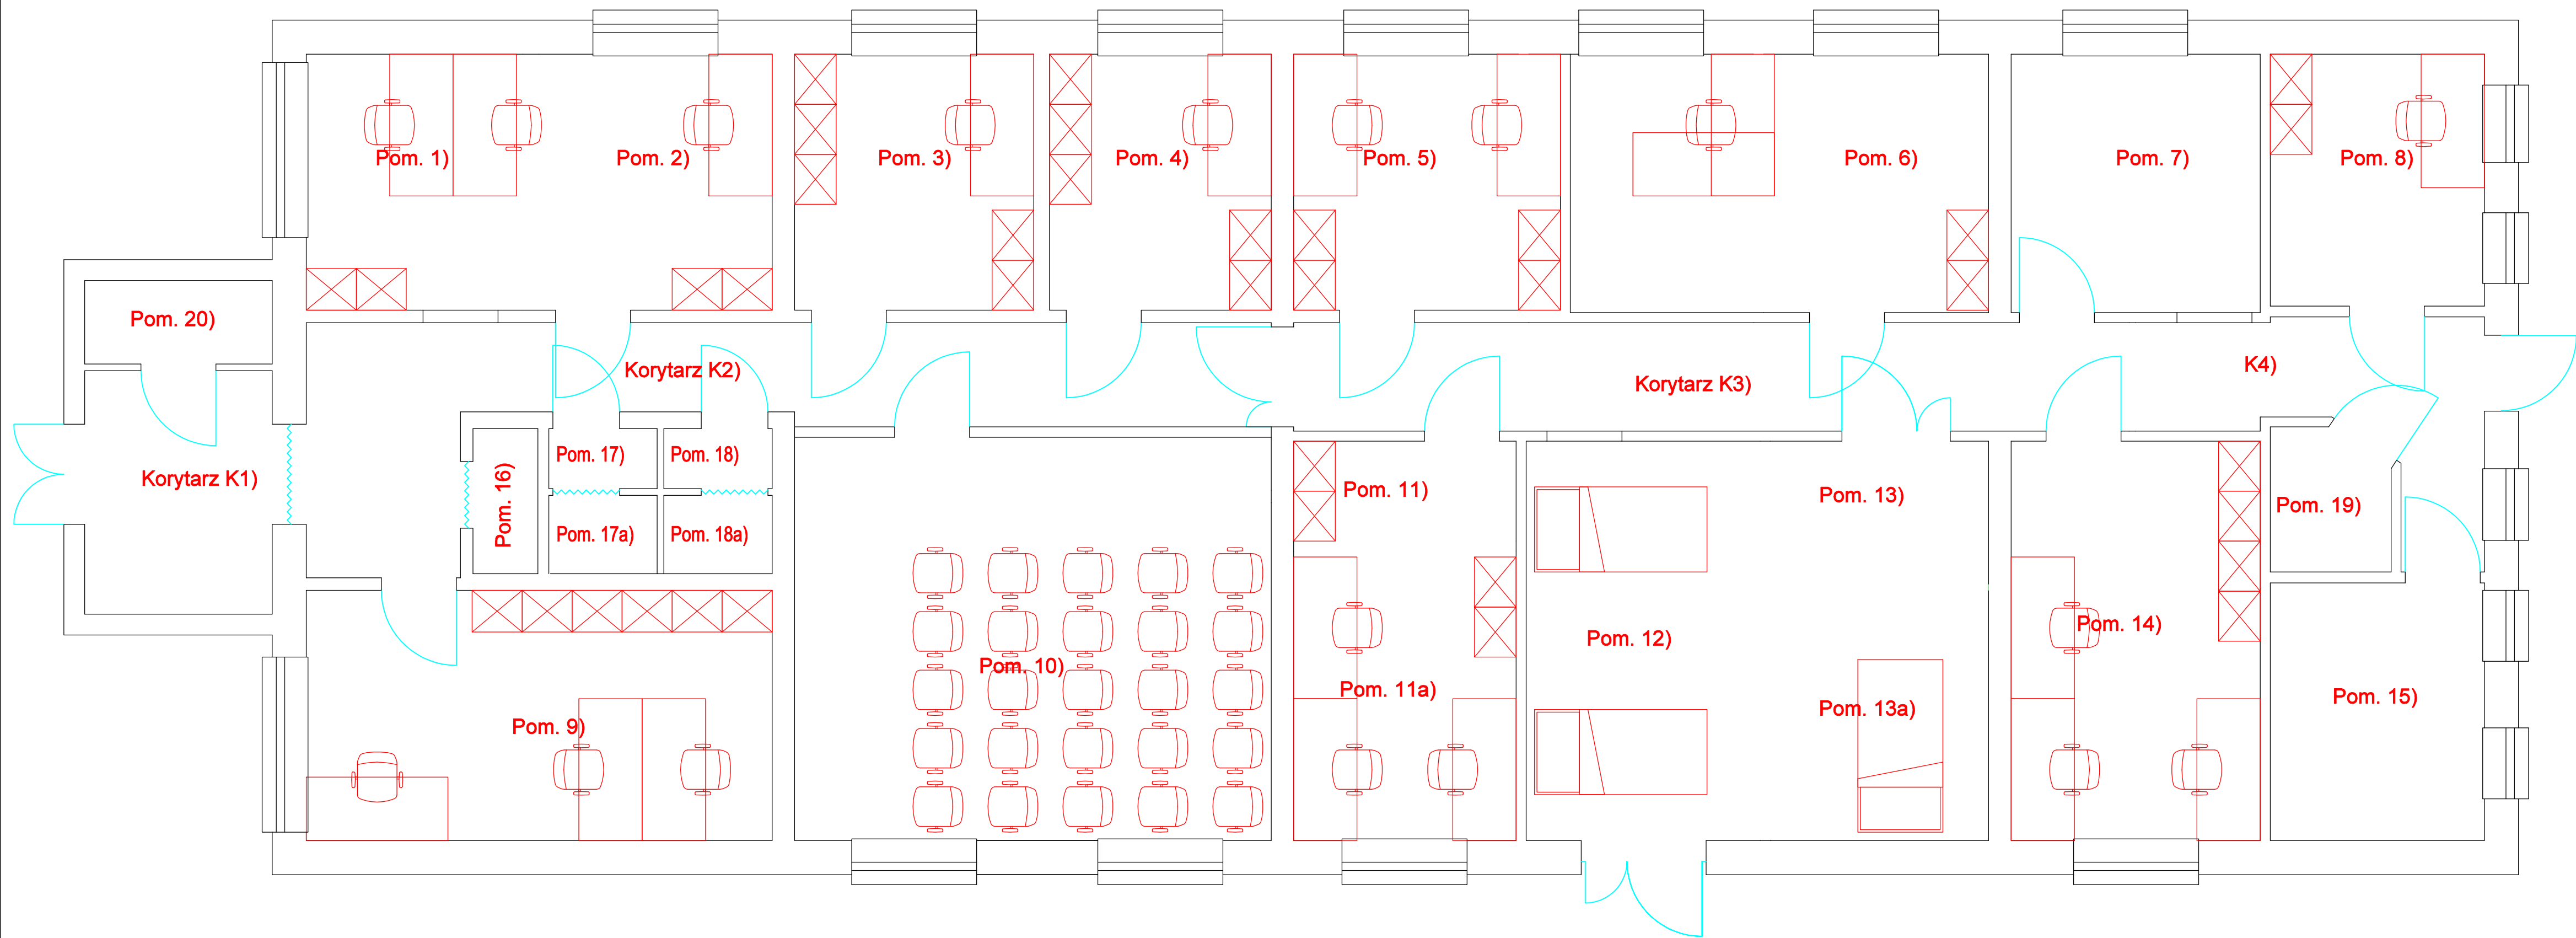 Pom. 1)
Pom. 2)
Pom. 3)
Pom. 4)
Pom. 5)
Pom. 6)
Pom. 7)
Pom. 8)
Pom. 20)
Korytarz K2)
Korytarz K3)
K4)
Korytarz K1)
Pom. 16)
Pom. 17)
Pom. 18)
Pom. 17a)
Pom. 18a)
Pom. 11)
Pom. 13)
Pom. 19)
Pom. 14)
Pom. 12)
Pom. 10)
Pom. 11a)
Pom. 13a)
Pom. 15)
Pom. 9)